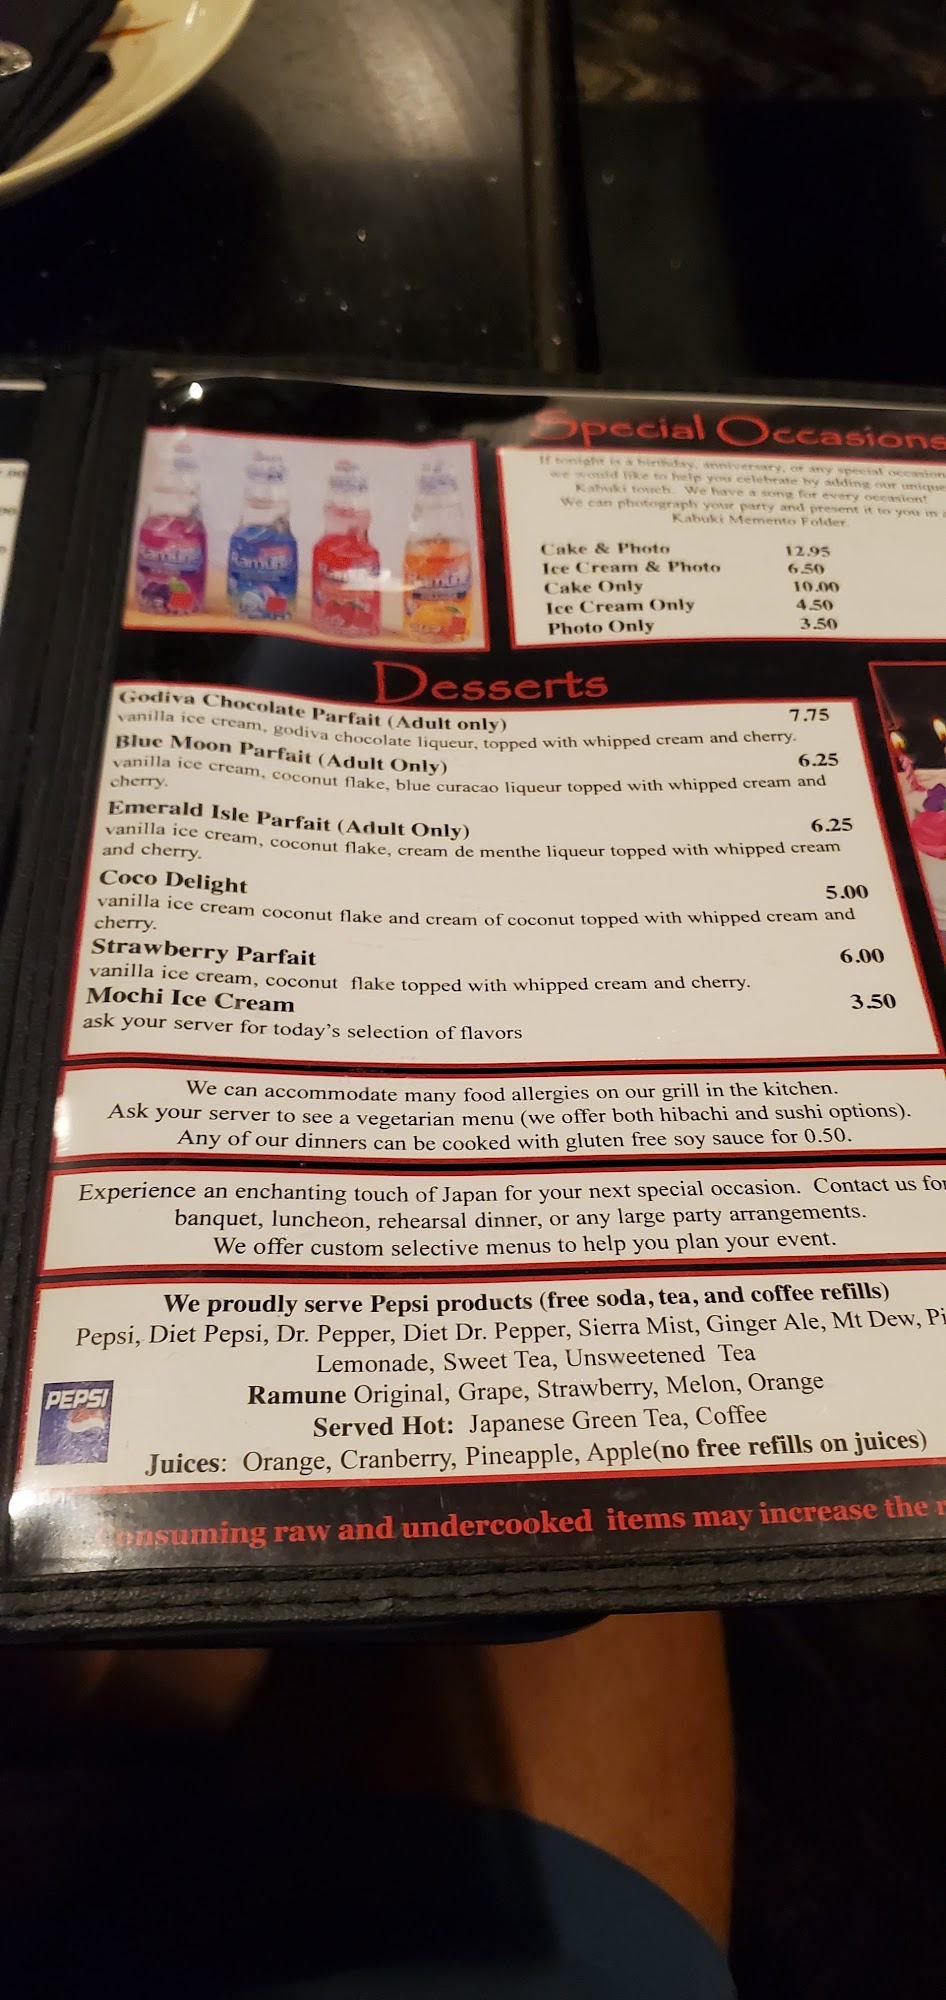 Special Occasions
If tonight is a birthday, anniversary, or any special occasion
we would like to help you celebrate by adding our unique
Kabuki touch. We have a song for every occasion!
We can photograph your party and present it to you in a
Kabuki Memento Folder.
Cake & Photo 12.95
Ice Cream & Photo 6.50
Cake Only 10.00
Ice Cream Only 4.50
Photo Only 3.50
Ramune
Ramune
Ramune
Ramune
Desserts
Godiva Chocolate Parfait (Adult only) 7.75
vanilla ice cream, godiva chocolate liqueur, topped with whipped cream and cherry.
Blue Moon Parfait (Adult Only) 6.25
vanilla ice cream, coconut flake, blue curacao liqueur topped with whipped cream and
cherry.
Emerald Isle Parfait (Adult Only) 6.25
vanilla ice cream, coconut flake, cream de menthe liqueur topped with whipped cream
and cherry.
Coco Delight 5.00
vanilla ice cream coconut flake and cream of coconut topped with whipped cream and
cherry.
Strawberry Parfait 6.00
vanilla ice cream, coconut flake topped with whipped cream and cherry.
Mochi Ice Cream 3.50
ask your server for today's selection of flavors
We can accommodate many food allergies on our grill in the kitchen.
Ask your server to see a vegetarian menu (we offer both hibachi and sushi options).
Any of our dinners can be cooked with gluten free soy sauce for 0.50.
Experience an enchanting touch of Japan for your next special occasion. Contact us for
banquet, luncheon, rehearsal dinner, or any large party arrangements.
We offer custom selective menus to help you plan your event.
We proudly serve Pepsi products (free soda, tea, and coffee refills)
Pepsi, Diet Pepsi, Dr. Pepper, Diet Dr. Pepper, Sierra Mist, Ginger Ale, Mt Dew, Pi
Lemonade, Sweet Tea, Unsweetened Tea
PEPSI
Ramune Original, Grape, Strawberry, Melon, Orange
Served Hot: Japanese Green Tea, Coffee
Juices: Orange, Cranberry, Pineapple, Apple(no free refills on juices)
Consuming raw and undercooked items may increase the r